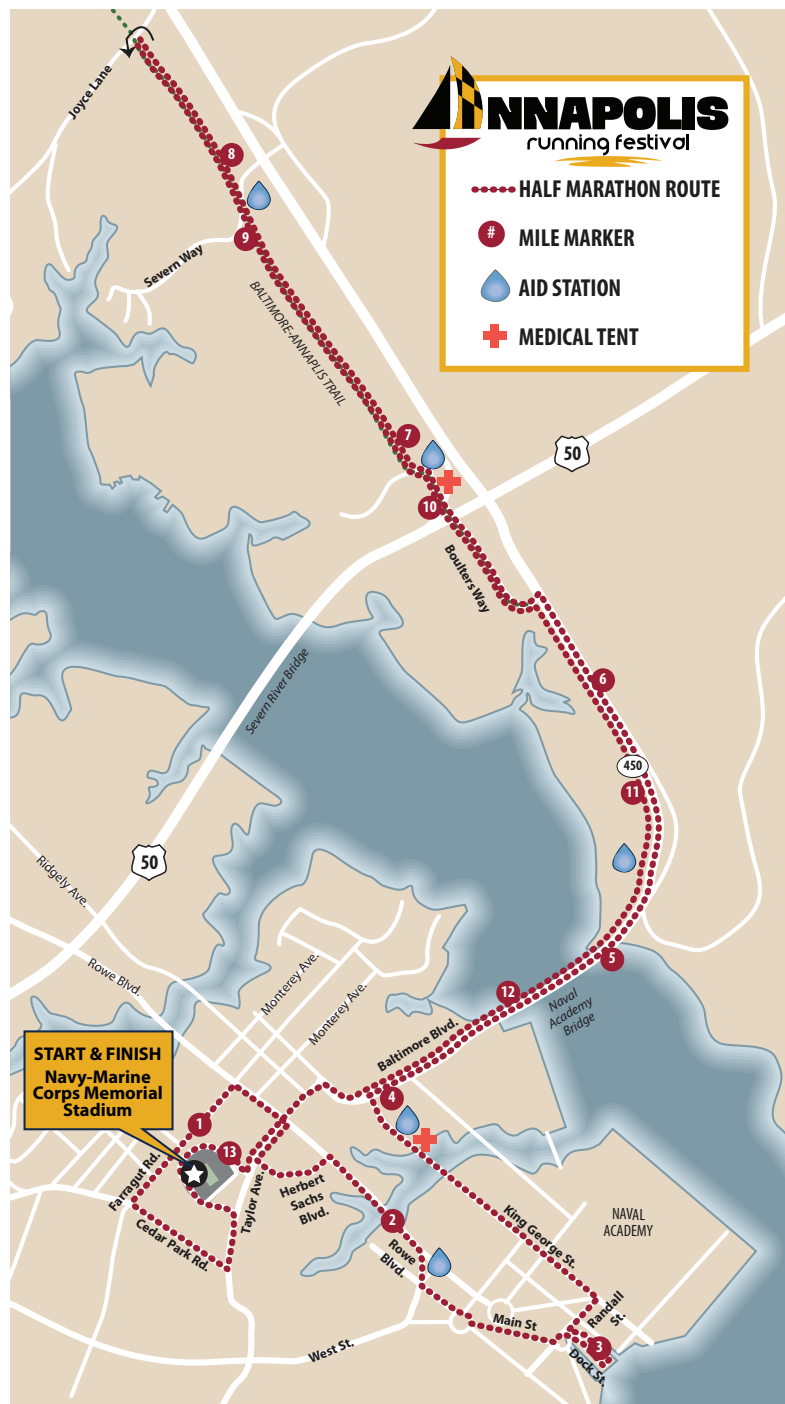 ANNAPOLIS
running festival
HALF MARATHON ROUTE
# MILE MARKER
AID STATION
MEDICAL TENT
Joyce Lane
8
9
Severn Way
BALTIMORE-ANNAPLIS TRAIL
7
50
10
Boulters Way
6
Severn River Bridge
450
11
50
Ridgely Ave.
5
Rowe Blvd.
Monterey Ave.
Monterey Ave.
12
Naval
Academy
Bridge
Baltimore Blvd.
START & FINISH
Navy-Marine
Corps Memorial
Stadium
4
1
13
Farragut Rd.
Cedar Park Rd.
Taylor Ave.
Herbert
Sachs
Blvd.
2
Rowe
Blvd.
King George St.
NAVAL
ACADEMY
Randall
St.
Main St
3
Dock St.
West St.